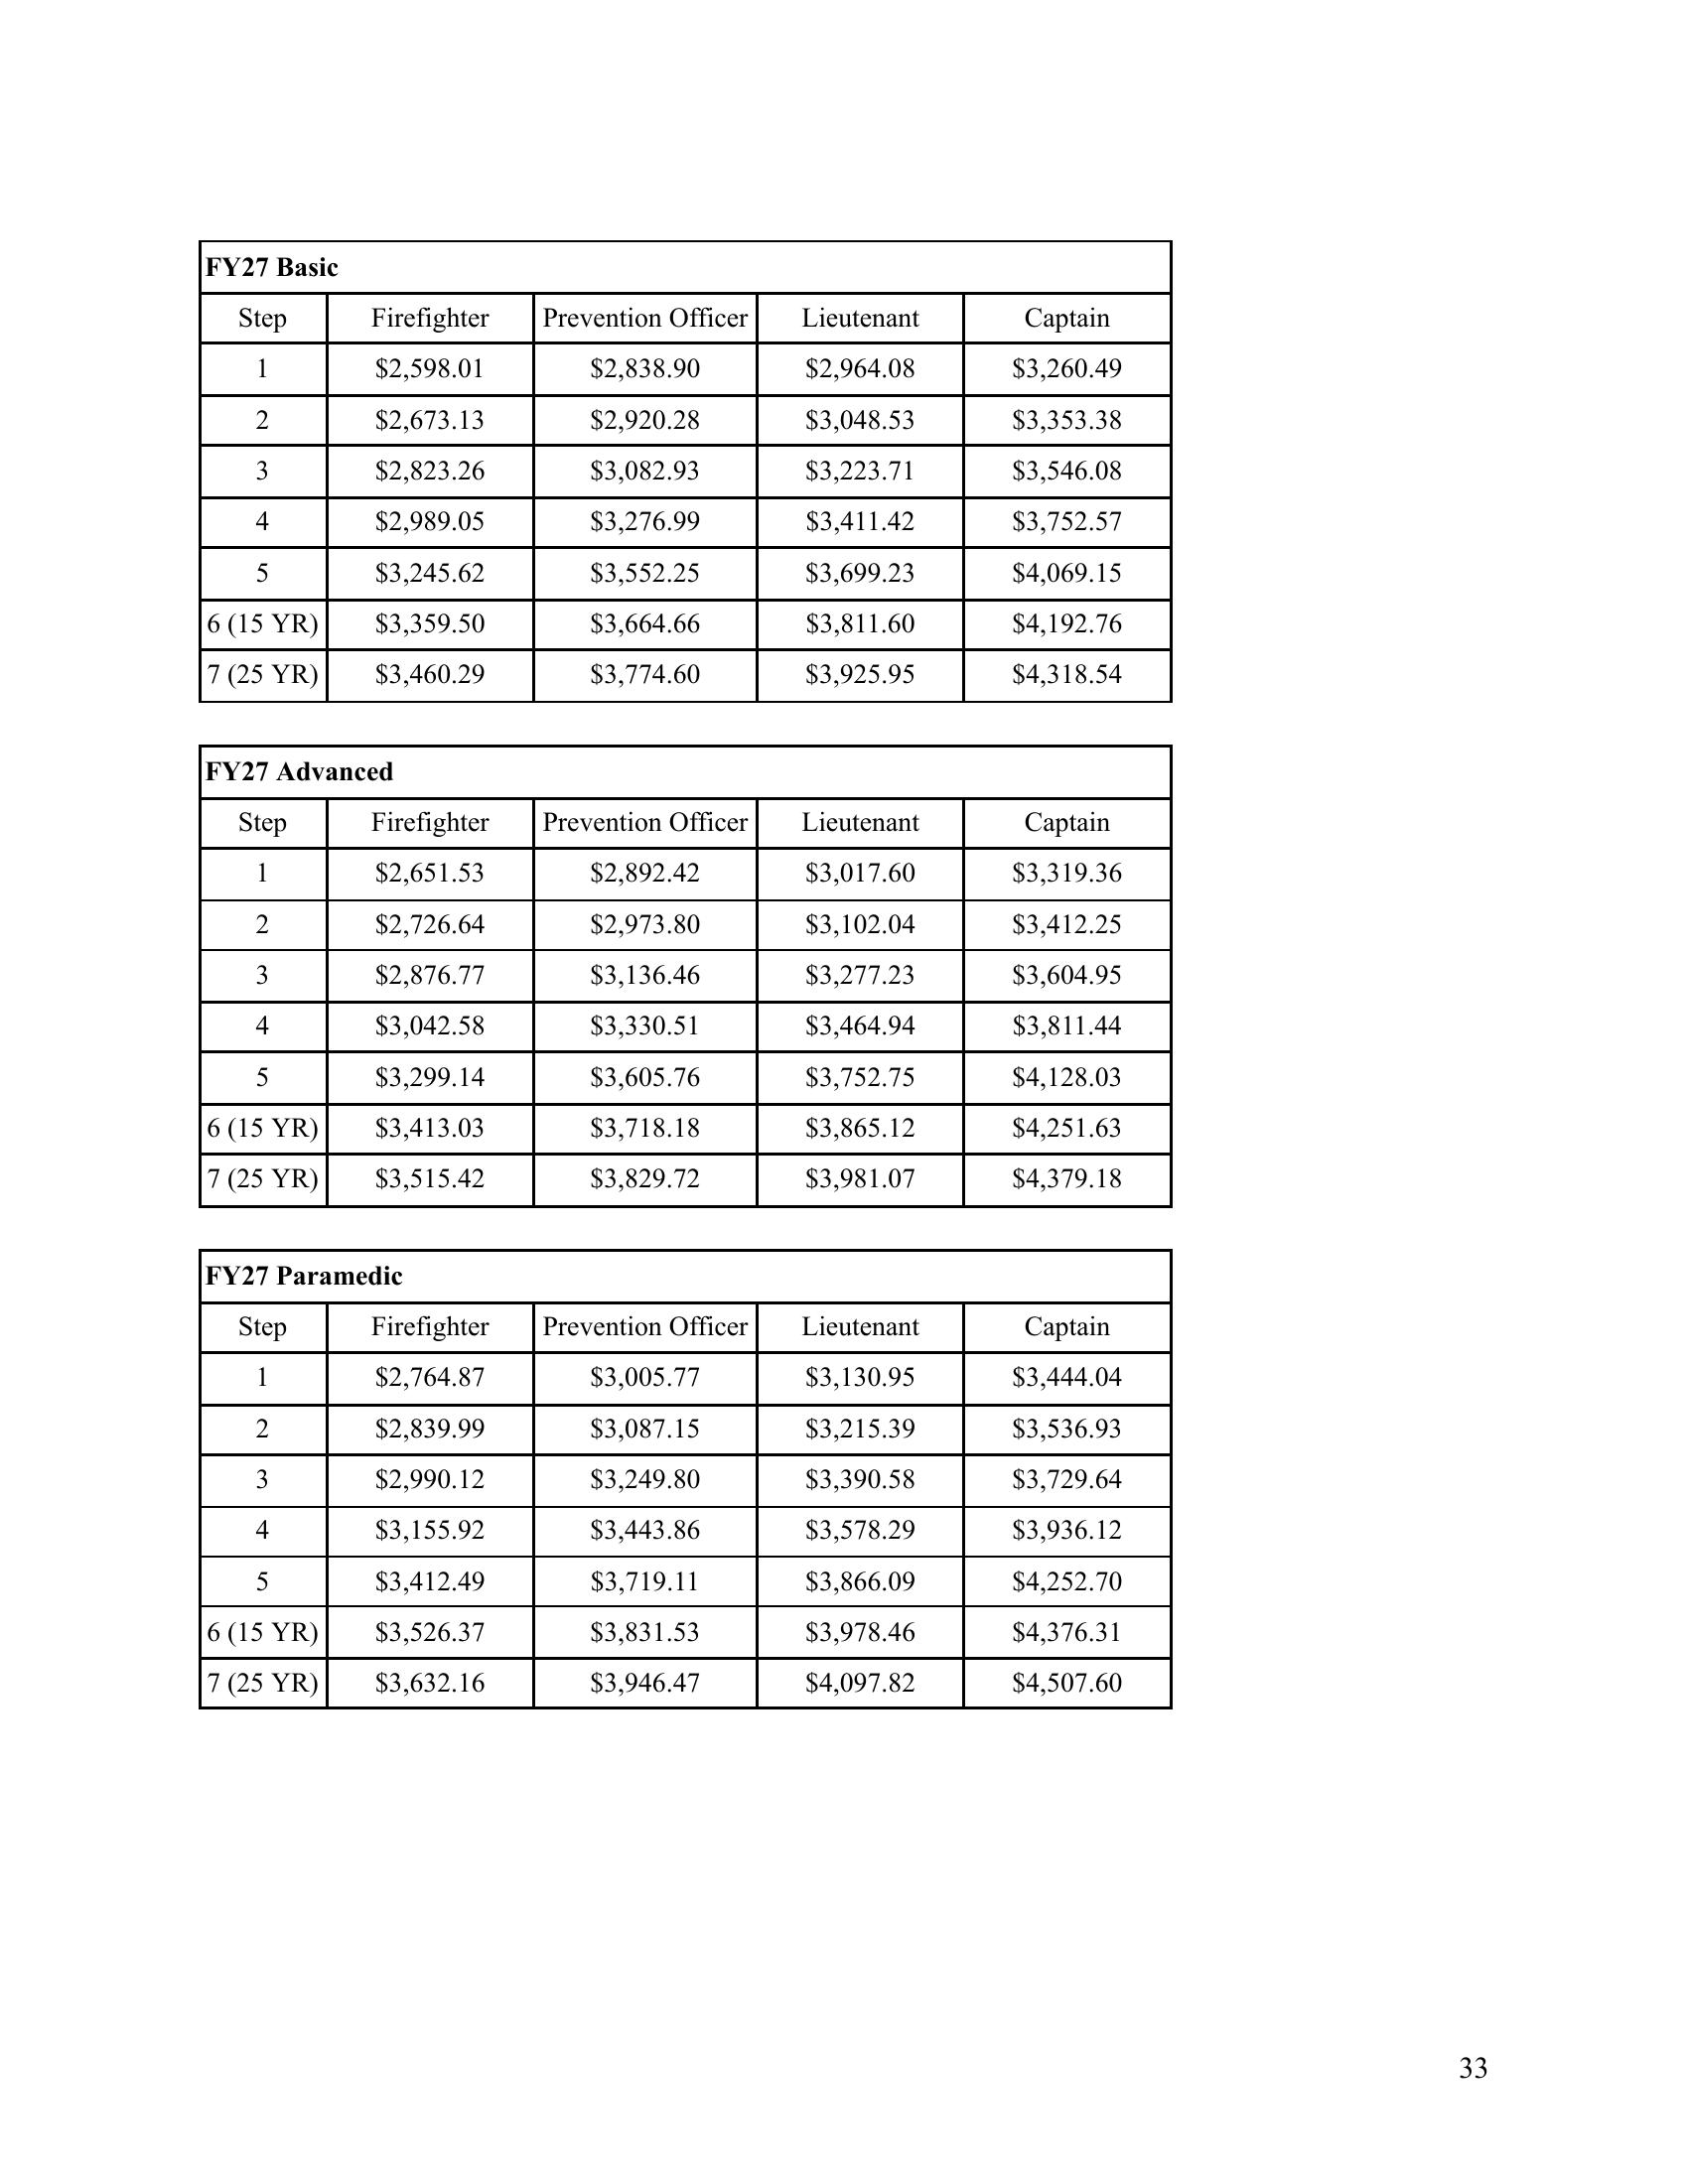 FY27 Basic
Step Firefighter Prevention Officer Lieutenant Captain
1 $2,598.01 $2,838.90 $2,964.08 $3,260.49
2 $2,673.13 $2,920.28 $3,048.53 $3,353.38
3 $2,823.26 $3,082.93 $3,223.71 $3,546.08
4 $2,989.05 $3,276.99 $3,411.42 $3,752.57
5 $3,245.62 $3,552.25 $3,699.23 $4,069.15
6 (15 YR) $3,359.50 $3,664.66 $3,811.60 $4,192.76
7 (25 YR) $3,460.29 $3,774.60 $3,925.95 $4,318.54
FY27 Advanced
Step Firefighter Prevention Officer Lieutenant Captain
1 $2,651.53 $2,892.42 $3,017.60 $3,319.36
2 $2,726.64 $2,973.80 $3,102.04 $3,412.25
3 $2,876.77 $3,136.46 $3,277.23 $3,604.95
4 $3,042.58 $3,330.51 $3,464.94 $3,811.44
5 $3,299.14 $3,605.76 $3,752.75 $4,128.03
6 (15 YR) $3,413.03 $3,718.18 $3,865.12 $4,251.63
7 (25 YR) $3,515.42 $3,829.72 $3,981.07 $4,379.18
FY27 Paramedic
Step Firefighter Prevention Officer Lieutenant Captain
1 $2,764.87 $3,005.77 $3,130.95 $3,444.04
2 $2,839.99 $3,087.15 $3,215.39 $3,536.93
3 $2,990.12 $3,249.80 $3,390.58 $3,729.64
4 $3,155.92 $3,443.86 $3,578.29 $3,936.12
5 $3,412.49 $3,719.11 $3,866.09 $4,252.70
6 (15 YR) $3,526.37 $3,831.53 $3,978.46 $4,376.31
7 (25 YR) $3,632.16 $3,946.47 $4,097.82 $4,507.60
33